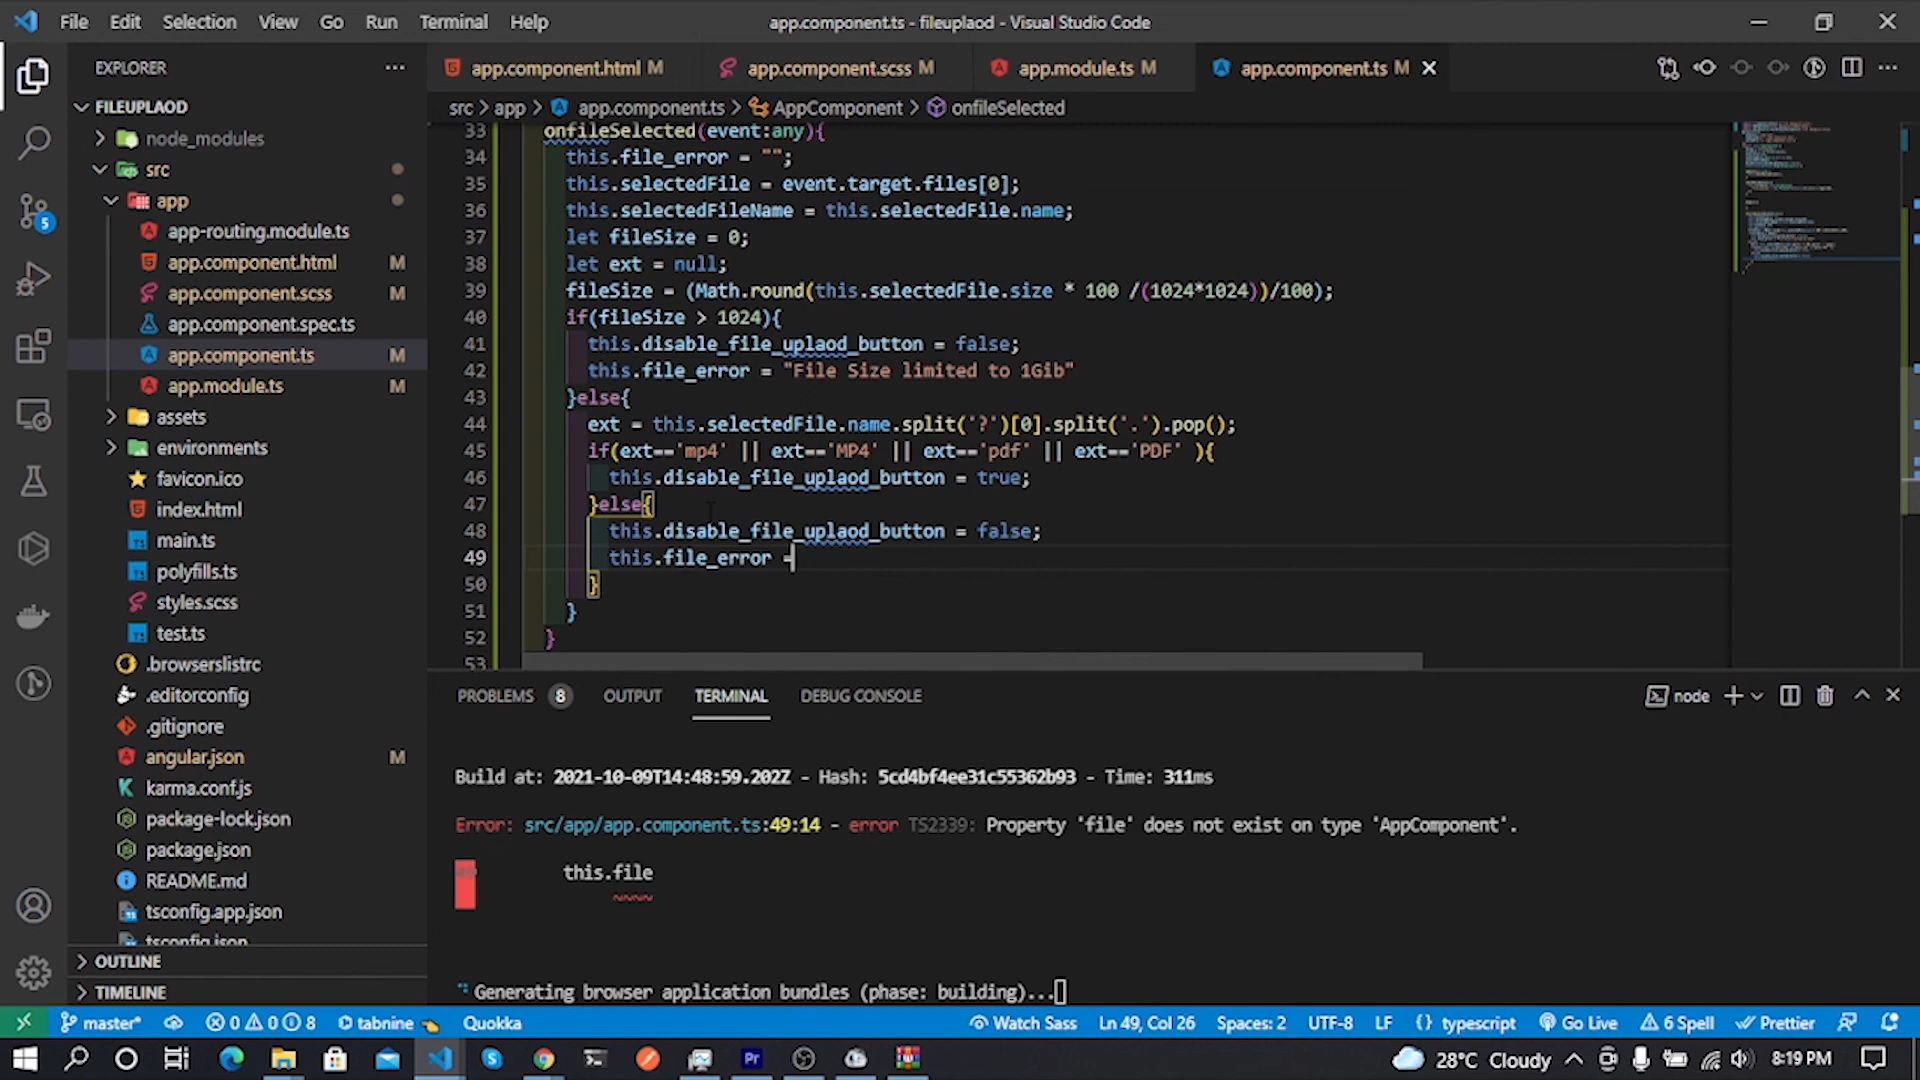 File Edit Selection View Go Run Terminal Help
app.component.ts - fileuplaod - Visual Studio Code
EXPLORER
FILEUPLAOD
node_modules
src
app
app-routing.module.ts
app.component.html M
app.component.scss M
app.component.spec.ts
app.component.ts M
app.module.ts M
assets
environments
favicon.ico
index.html
main.ts
polyfills.ts
styles.scss
test.ts
.browserslistrc
.editorconfig
.gitignore
angular.json M
karma.conf.js
package-lock.json
package.json
README.md
tsconfig.app.json
tsconfig.json
OUTLINE
TIMELINE
5
app.component.html M app.component.scss M app.module.ts M app.component.ts M
src > app > app.component.ts > AppComponent > onfileSelected
33 onfileSelected(event:any){
34 this.file_error = "";
35 this.selectedFile = event.target.files[0];
36 this.selectedFileName = this.selectedFile.name;
37 let fileSize = 0;
38 let ext = null;
39 fileSize = (Math.round(this.selectedFile.size * 100 /(1024*1024))/100);
40 if(fileSize > 1024){
41 this.disable_file_uplaod_button = false;
42 this.file_error = "File Size limited to 1Gib"
43 }else{
44 ext = this.selectedFile.name.split('?')[0].split('.').pop();
45 if(ext=='mp4' || ext=='MP4' || ext=='pdf' || ext=='PDF' ){
46 this.disable_file_uplaod_button = true;
47 }else{
48 this.disable_file_uplaod_button = false;
49 this.file_error =
50 }
51 }
52 }
53
PROBLEMS 8 OUTPUT TERMINAL DEBUG CONSOLE
node
Build at: 2021-10-09T14:48:59.202Z - Hash: 5cd4bf4ee31c55362b93 - Time: 311ms
Error: src/app/app.component.ts:49:14 - error TS2339: Property 'file' does not exist on type 'AppComponent'.
this.file
~~~~
Generating browser application bundles (phase: building)...
master* 0 0 8 tabnine Quokka Watch Sass Ln 49, Col 26 Spaces: 2 UTF-8 LF {} typescript Go Live 6 Spell Prettier
28°C Cloudy 8:19 PM